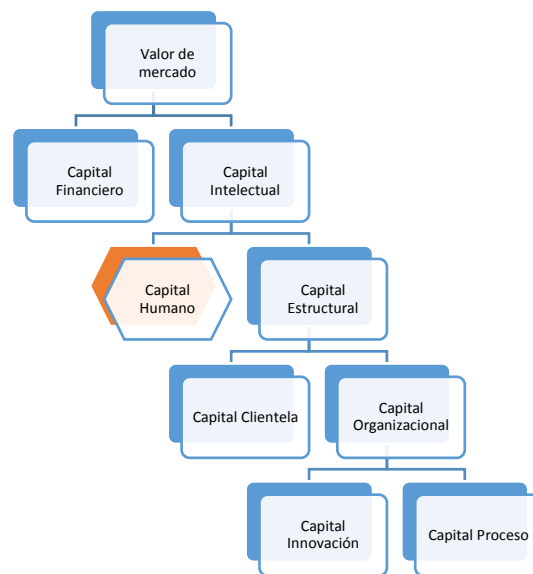 Valor de
mercado
Capital
Financiero
Capital
Intelectual
Capital
Humano
Capital
Estructural
Capital Clientela
Capital
Organizacional
Capital
Innovación
Capital Proceso